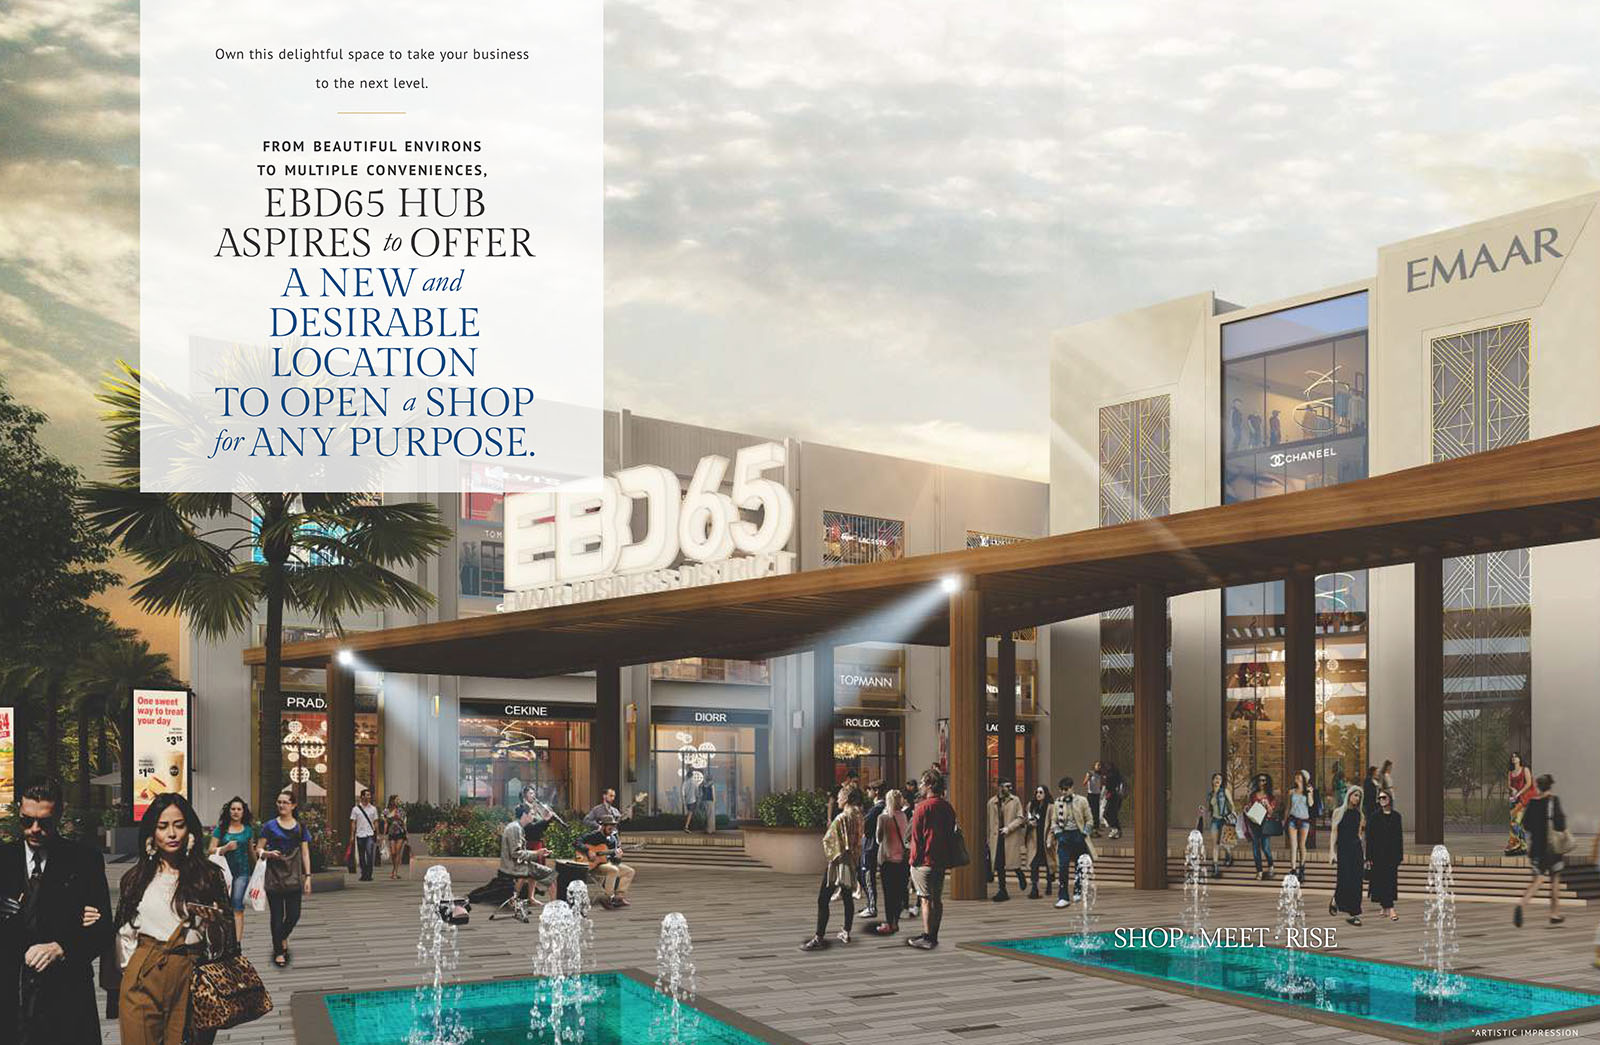 Own this delightful space to take your business
to the next level.
FROM BEAUTIFUL ENVIRONS
TO MULTIPLE CONVENIENCES,
EBD65 HUB
ASPIRES to OFFER
A NEW and
DESIRABLE
LOCATION
TO OPEN a SHOP
for ANY PURPOSE.
EMAAR
CHANEEL
EBD65
EMAAR BUSINESS DISTRICT
LACOSTE
TOM
PRADA
CEKINE
DIORR
TOPMANN
ROLEXX
One sweet
way to treat
your day
$3
$1
SHOP · MEET · RISE
*ARTISTIC IMPRESSION